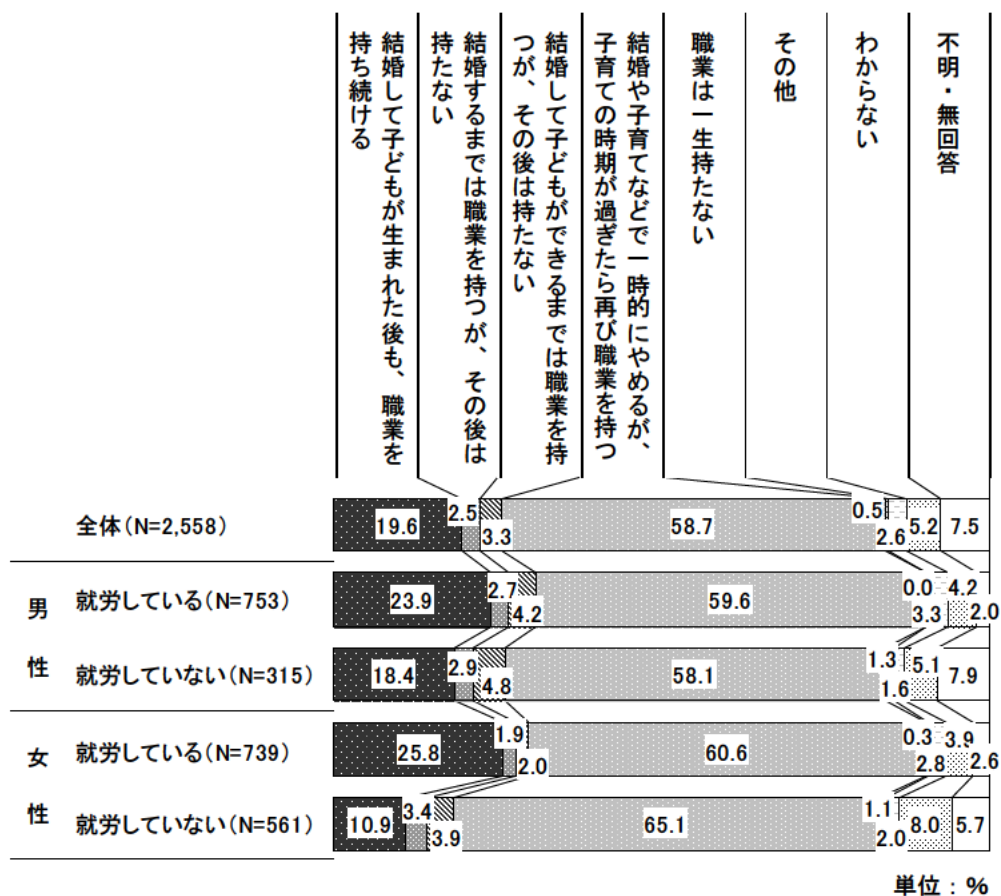 結婚して子どもが生まれた後も、職業を
持ち続ける
結婚するまでは職業を持つが、その後は
持たない
結婚して子どもができるまでは職業を持
つが、その後は持たない
結婚や子育てなどで一時的にやめるが、
子育ての時期が過ぎたら再び職業を持つ
職業は一生持たない
その他
わからない
不明・無回答
全体(N=2,558)
19.6 2.5 3.3 58.7 0.5 2.6 5.2 7.5
男性
就労している(N=753)
23.9 2.7 4.2 59.6 0.0 3.3 4.2 2.0
就労していない(N=315)
18.4 2.9 4.8 58.1 1.3 1.6 5.1 7.9
女性
就労している(N=739)
25.8 1.9 2.0 60.6 0.3 2.8 3.9 2.6
就労していない(N=561)
10.9 3.4 3.9 65.1 1.1 2.0 8.0 5.7
単位：%